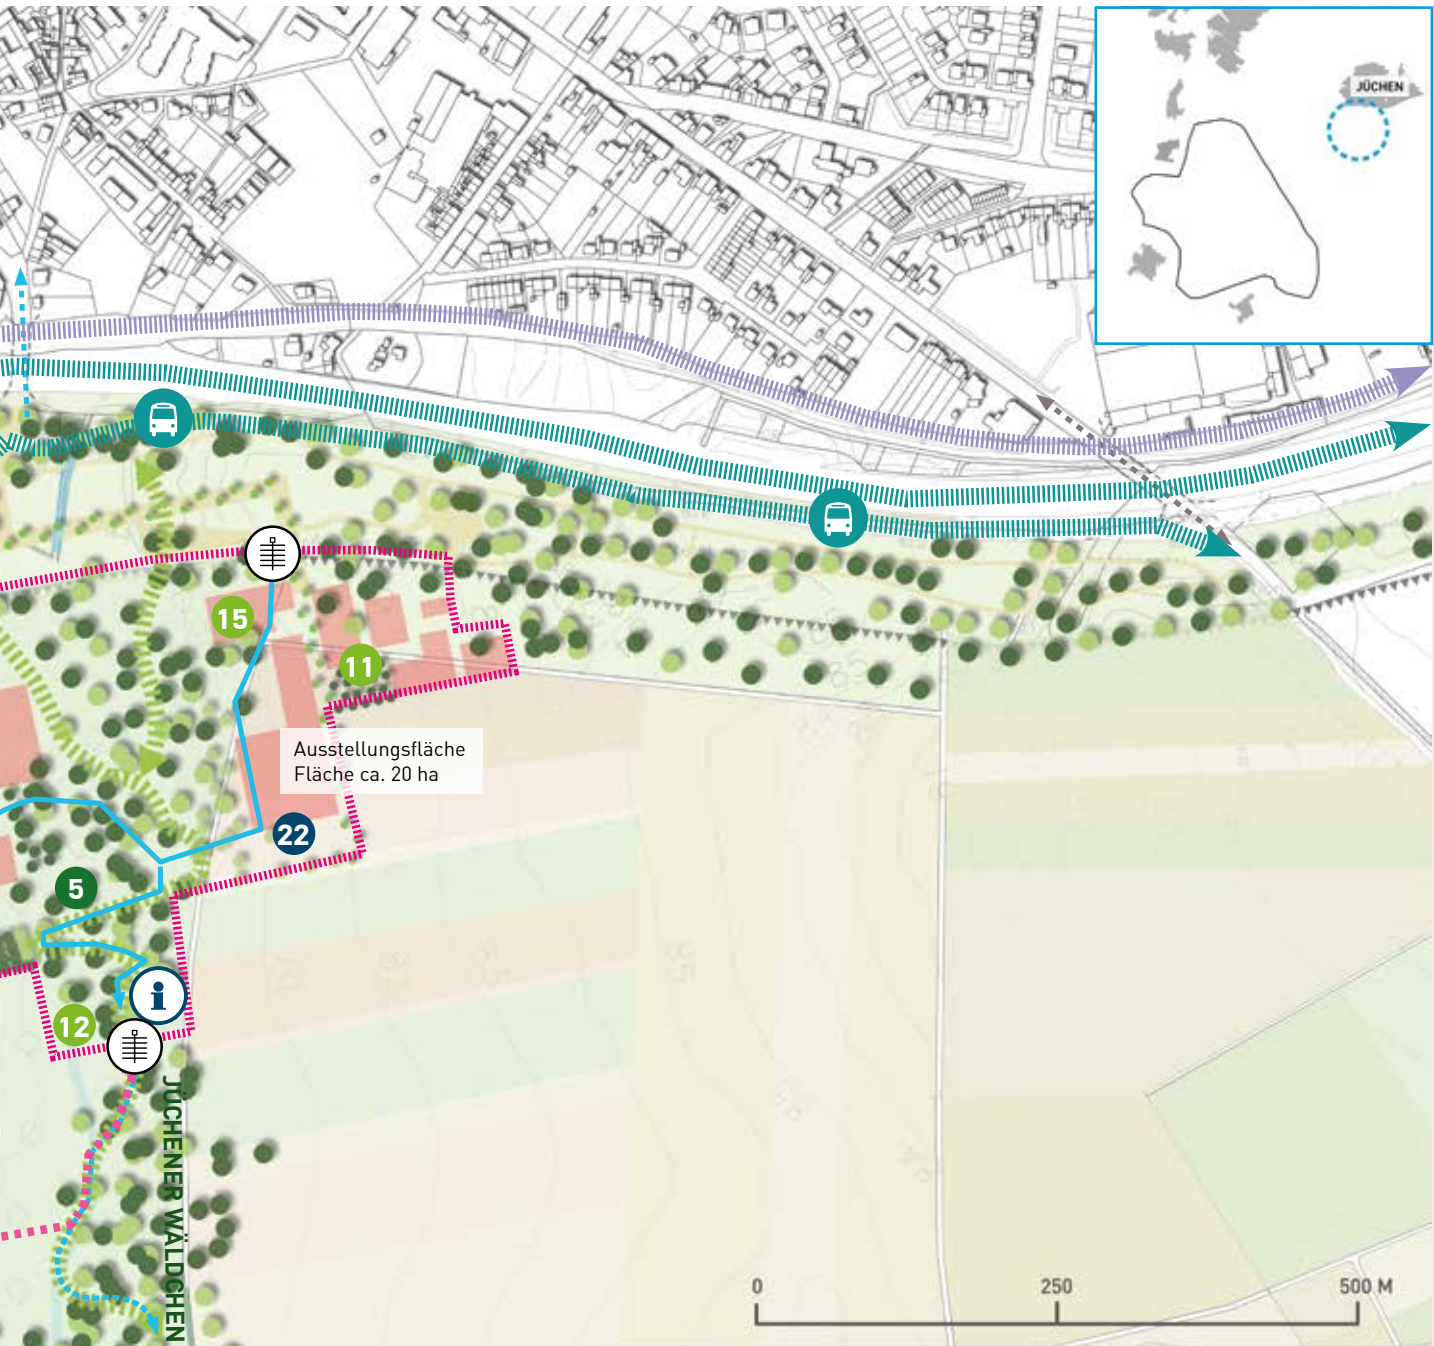 JÜCHEN
15
11
Ausstellungsfläche
Fläche ca. 20 ha
22
5
i
12
JÜCHENER WÄLDCHEN
0 250 500 M